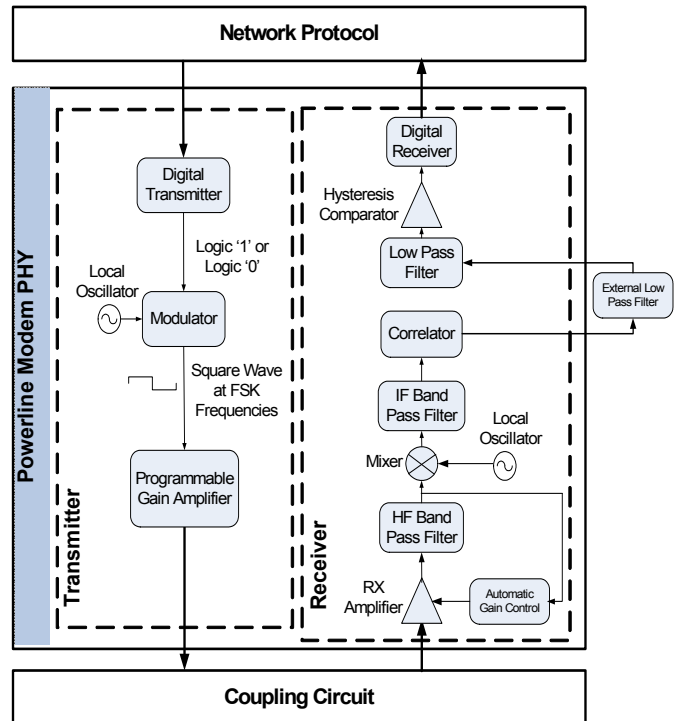 Network Protocol
Powerline Modem PHY
Transmitter
Digital
Transmitter
Logic ‘1’ or
Logic ‘0’
Local
Oscillator
Modulator
Square Wave
at FSK
Frequencies
Programmable
Gain Amplifier
Receiver
Digital
Receiver
Hysteresis
Comparator
Low Pass
Filter
External Low
Pass Filter
Correlator
IF Band
Pass Filter
Local
Oscillator
Mixer
HF Band
Pass Filter
RX
Amplifier
Automatic
Gain Control
Coupling Circuit